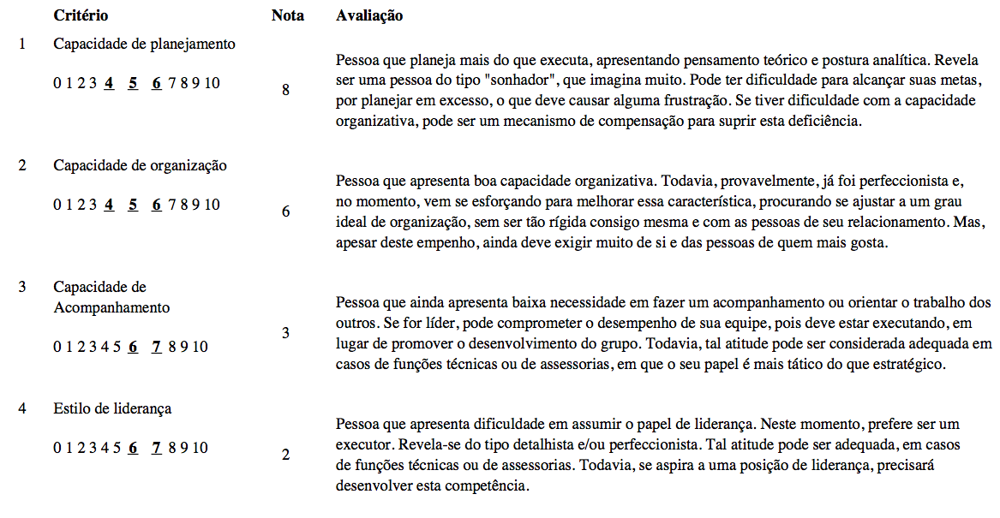 Critério Nota Avaliação
1 Capacidade de planejamento
0 1 2 3 4 5 6 7 8 9 10
8
Pessoa que planeja mais do que executa, apresentando pensamento teórico e postura analítica. Revela
ser uma pessoa do tipo "sonhador", que imagina muito. Pode ter dificuldade para alcançar suas metas,
por planejar em excesso, o que deve causar alguma frustração. Se tiver dificuldade com a capacidade
organizativa, pode ser um mecanismo de compensação para suprir esta deficiência.
2 Capacidade de organização
0 1 2 3 4 5 6 7 8 9 10
6
Pessoa que apresenta boa capacidade organizativa. Todavia, provavelmente, já foi perfeccionista e,
no momento, vem se esforçando para melhorar essa característica, procurando se ajustar a um grau
ideal de organização, sem ser tão rígida consigo mesma e com as pessoas de seu relacionamento. Mas,
apesar deste empenho, ainda deve exigir muito de si e das pessoas de quem mais gosta.
3 Capacidade de
Acompanhamento
0 1 2 3 4 5 6 7 8 9 10
3
Pessoa que ainda apresenta baixa necessidade em fazer um acompanhamento ou orientar o trabalho dos
outros. Se for líder, pode comprometer o desempenho de sua equipe, pois deve estar executando, em
lugar de promover o desenvolvimento do grupo. Todavia, tal atitude pode ser considerada adequada em
casos de funções técnicas ou de assessorias, em que o seu papel é mais tático do que estratégico.
4 Estilo de liderança
0 1 2 3 4 5 6 7 8 9 10
2
Pessoa que apresenta dificuldade em assumir o papel de liderança. Neste momento, prefere ser um
executor. Revela-se do tipo detalhista e/ou perfeccionista. Tal atitude pode ser adequada, em casos
de funções técnicas ou de assessorias. Todavia, se aspira a uma posição de liderança, precisará
desenvolver esta competência.